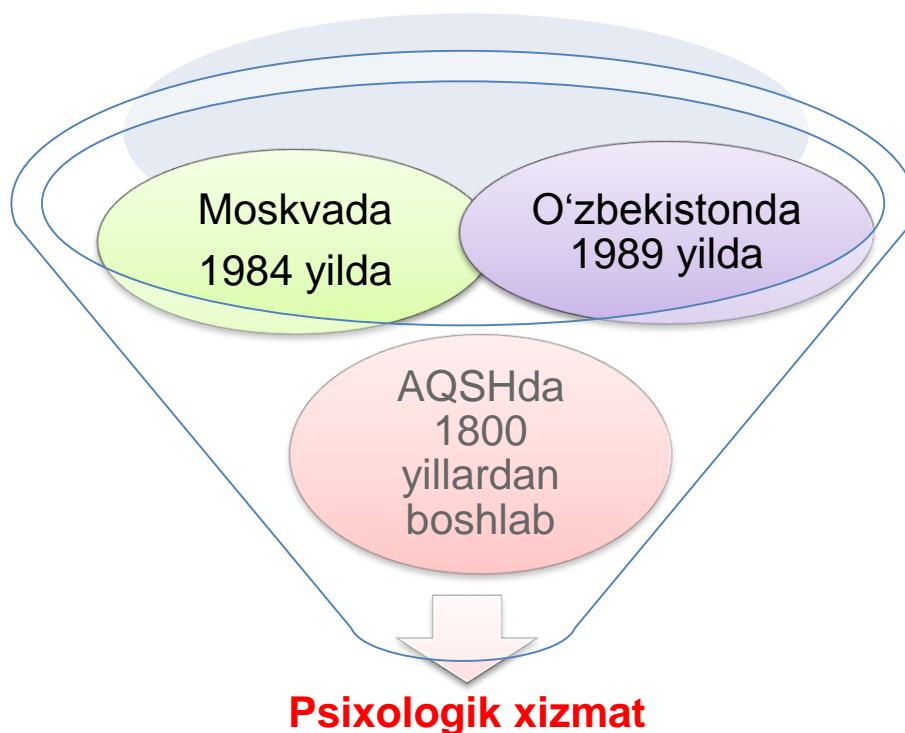 Moskvada
1984 yilda
O‘zbekistonda
1989 yilda
AQSHda
1800
yillardan
boshlab
Psixologik xizmat